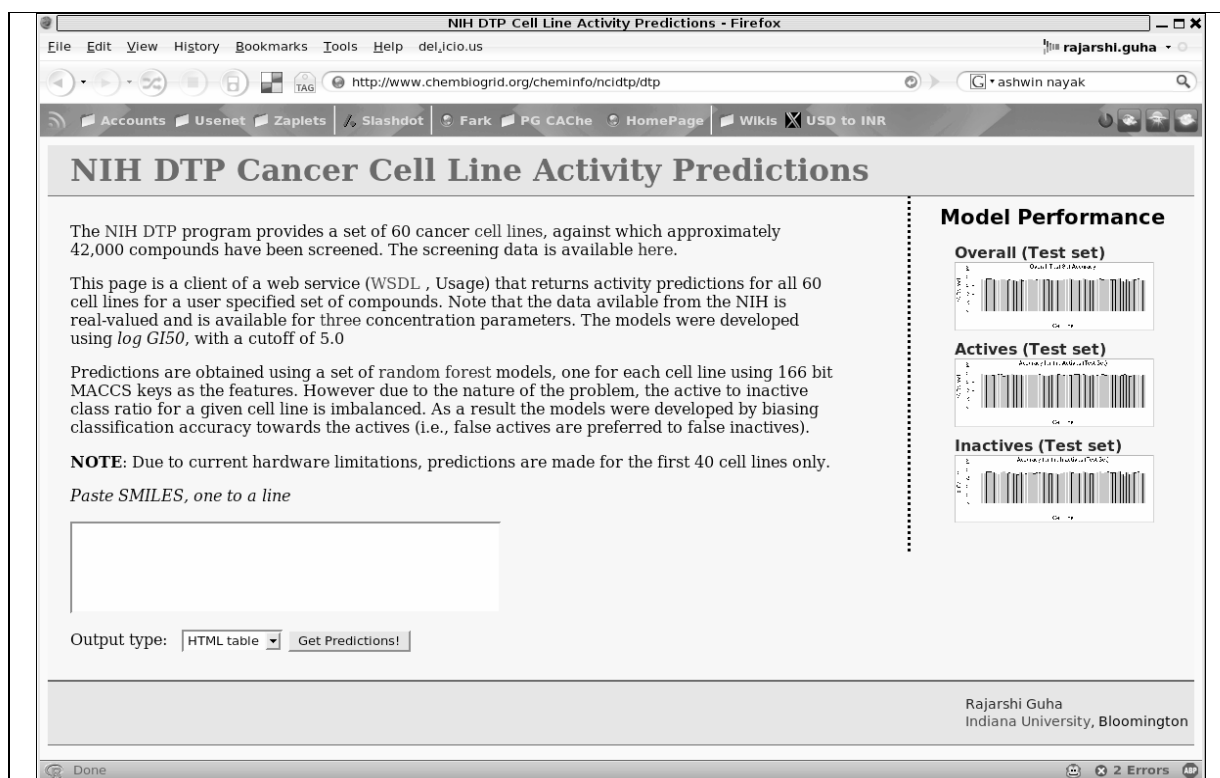 NIH DTP Cell Line Activity Predictions - Firefox
File Edit View History Bookmarks Tools Help del.icio.us rajarshi.guha
TAG http://www.chembiogrid.org/cheminfo/ncidtp/dtp G ashwin nayak
Accounts Usenet Zaplets Slashdot Fark PG CAChe HomePage Wikis USD to INR
NIH DTP Cancer Cell Line Activity Predictions
The NIH DTP program provides a set of 60 cancer cell lines, against which approximately
42,000 compounds have been screened. The screening data is available here.
This page is a client of a web service (WSDL , Usage) that returns activity predictions for all 60
cell lines for a user specified set of compounds. Note that the data avilable from the NIH is
real-valued and is available for three concentration parameters. The models were developed
using log GI50, with a cutoff of 5.0
Predictions are obtained using a set of random forest models, one for each cell line using 166 bit
MACCS keys as the features. However due to the nature of the problem, the active to inactive
class ratio for a given cell line is imbalanced. As a result the models were developed by biasing
classification accuracy towards the actives (i.e., false actives are preferred to false inactives).
NOTE: Due to current hardware limitations, predictions are made for the first 40 cell lines only.
Paste SMILES, one to a line
Output type: HTML table Get Predictions!
Model Performance
Overall (Test set)
Actives (Test set)
Inactives (Test set)
Rajarshi Guha
Indiana University, Bloomington
Done 2 Errors ABP